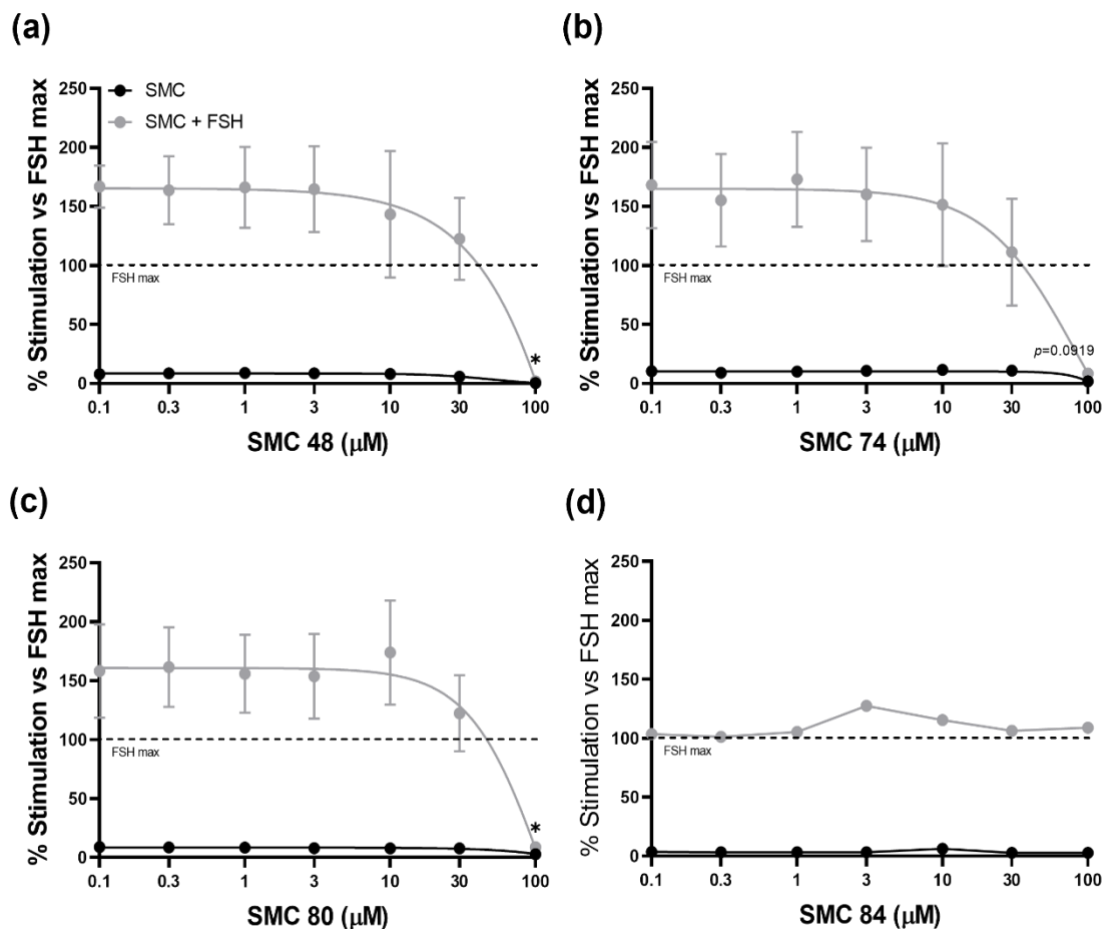 (a)
% Stimulation vs FSH max
250
200
150
100
50
0
SMC
SMC + FSH
FSH max
*
0.1 0.3 1 3 10 30 100
SMC 48 (μM)
(b)
% Stimulation vs FSH max
250
200
150
100
50
0
FSH max
p=0.0919
0.1 0.3 1 3 10 30 100
SMC 74 (μM)
(c)
% Stimulation vs FSH max
250
200
150
100
50
0
FSH max
*
0.1 0.3 1 3 10 30 100
SMC 80 (μM)
(d)
% Stimulation vs FSH max
250
200
150
100
50
0
FSH max
0.1 0.3 1 3 10 30 100
SMC 84 (μM)